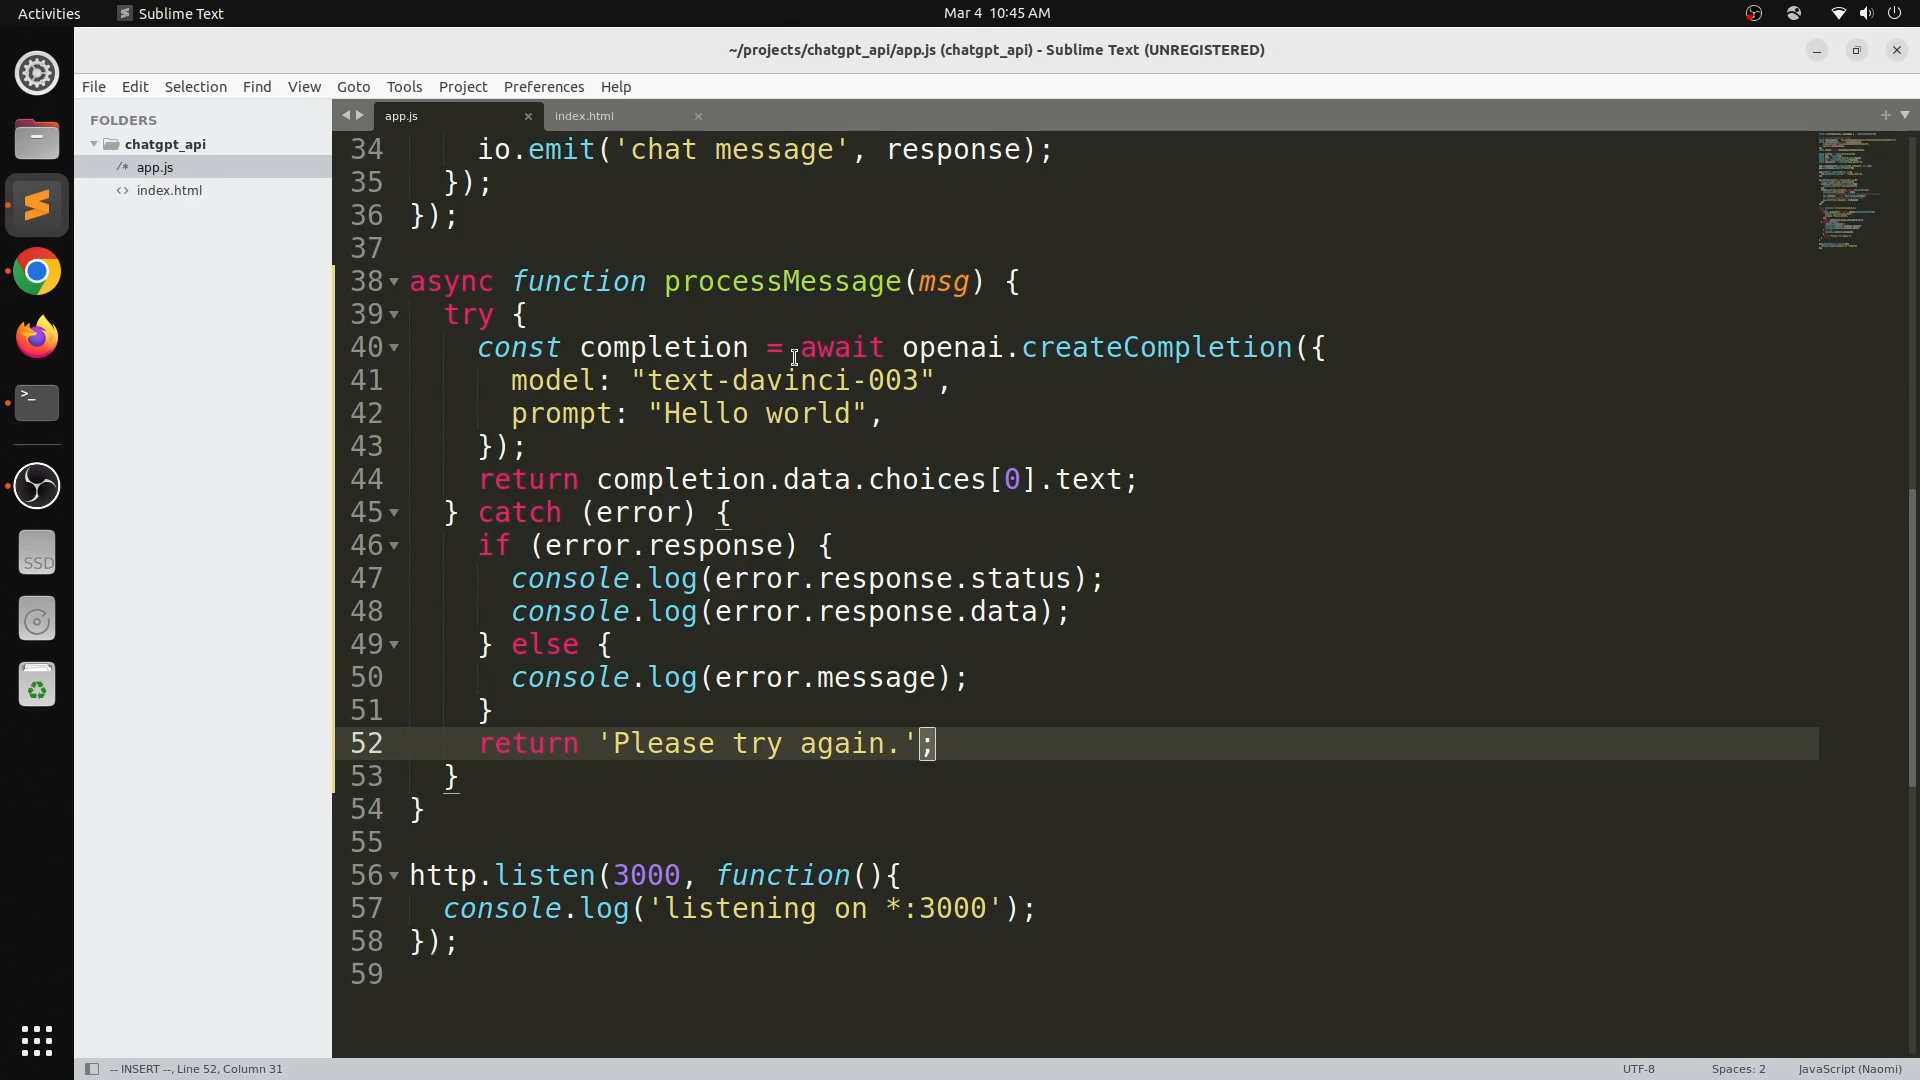 Activities Sublime Text Mar 4 10:45 AM
~/projects/chatgpt_api/app.js (chatgpt_api) - Sublime Text (UNREGISTERED)
File Edit Selection Find View Goto Tools Project Preferences Help
FOLDERS
chatgpt_api
/* app.js
<> index.html
app.js × index.html ×
34 io.emit('chat message', response);
35 });
36 });
37
38 async function processMessage(msg) {
39 try {
40 const completion = await openai.createCompletion({
41 model: "text-davinci-003",
42 prompt: "Hello world",
43 });
44 return completion.data.choices[0].text;
45 } catch (error) {
46 if (error.response) {
47 console.log(error.response.status);
48 console.log(error.response.data);
49 } else {
50 console.log(error.message);
51 }
52 return 'Please try again.';
53 }
54 }
55
56 http.listen(3000, function(){
57 console.log('listening on *:3000');
58 });
59
SSD
-- INSERT --, Line 52, Column 31 UTF-8 Spaces: 2 JavaScript (Naomi)